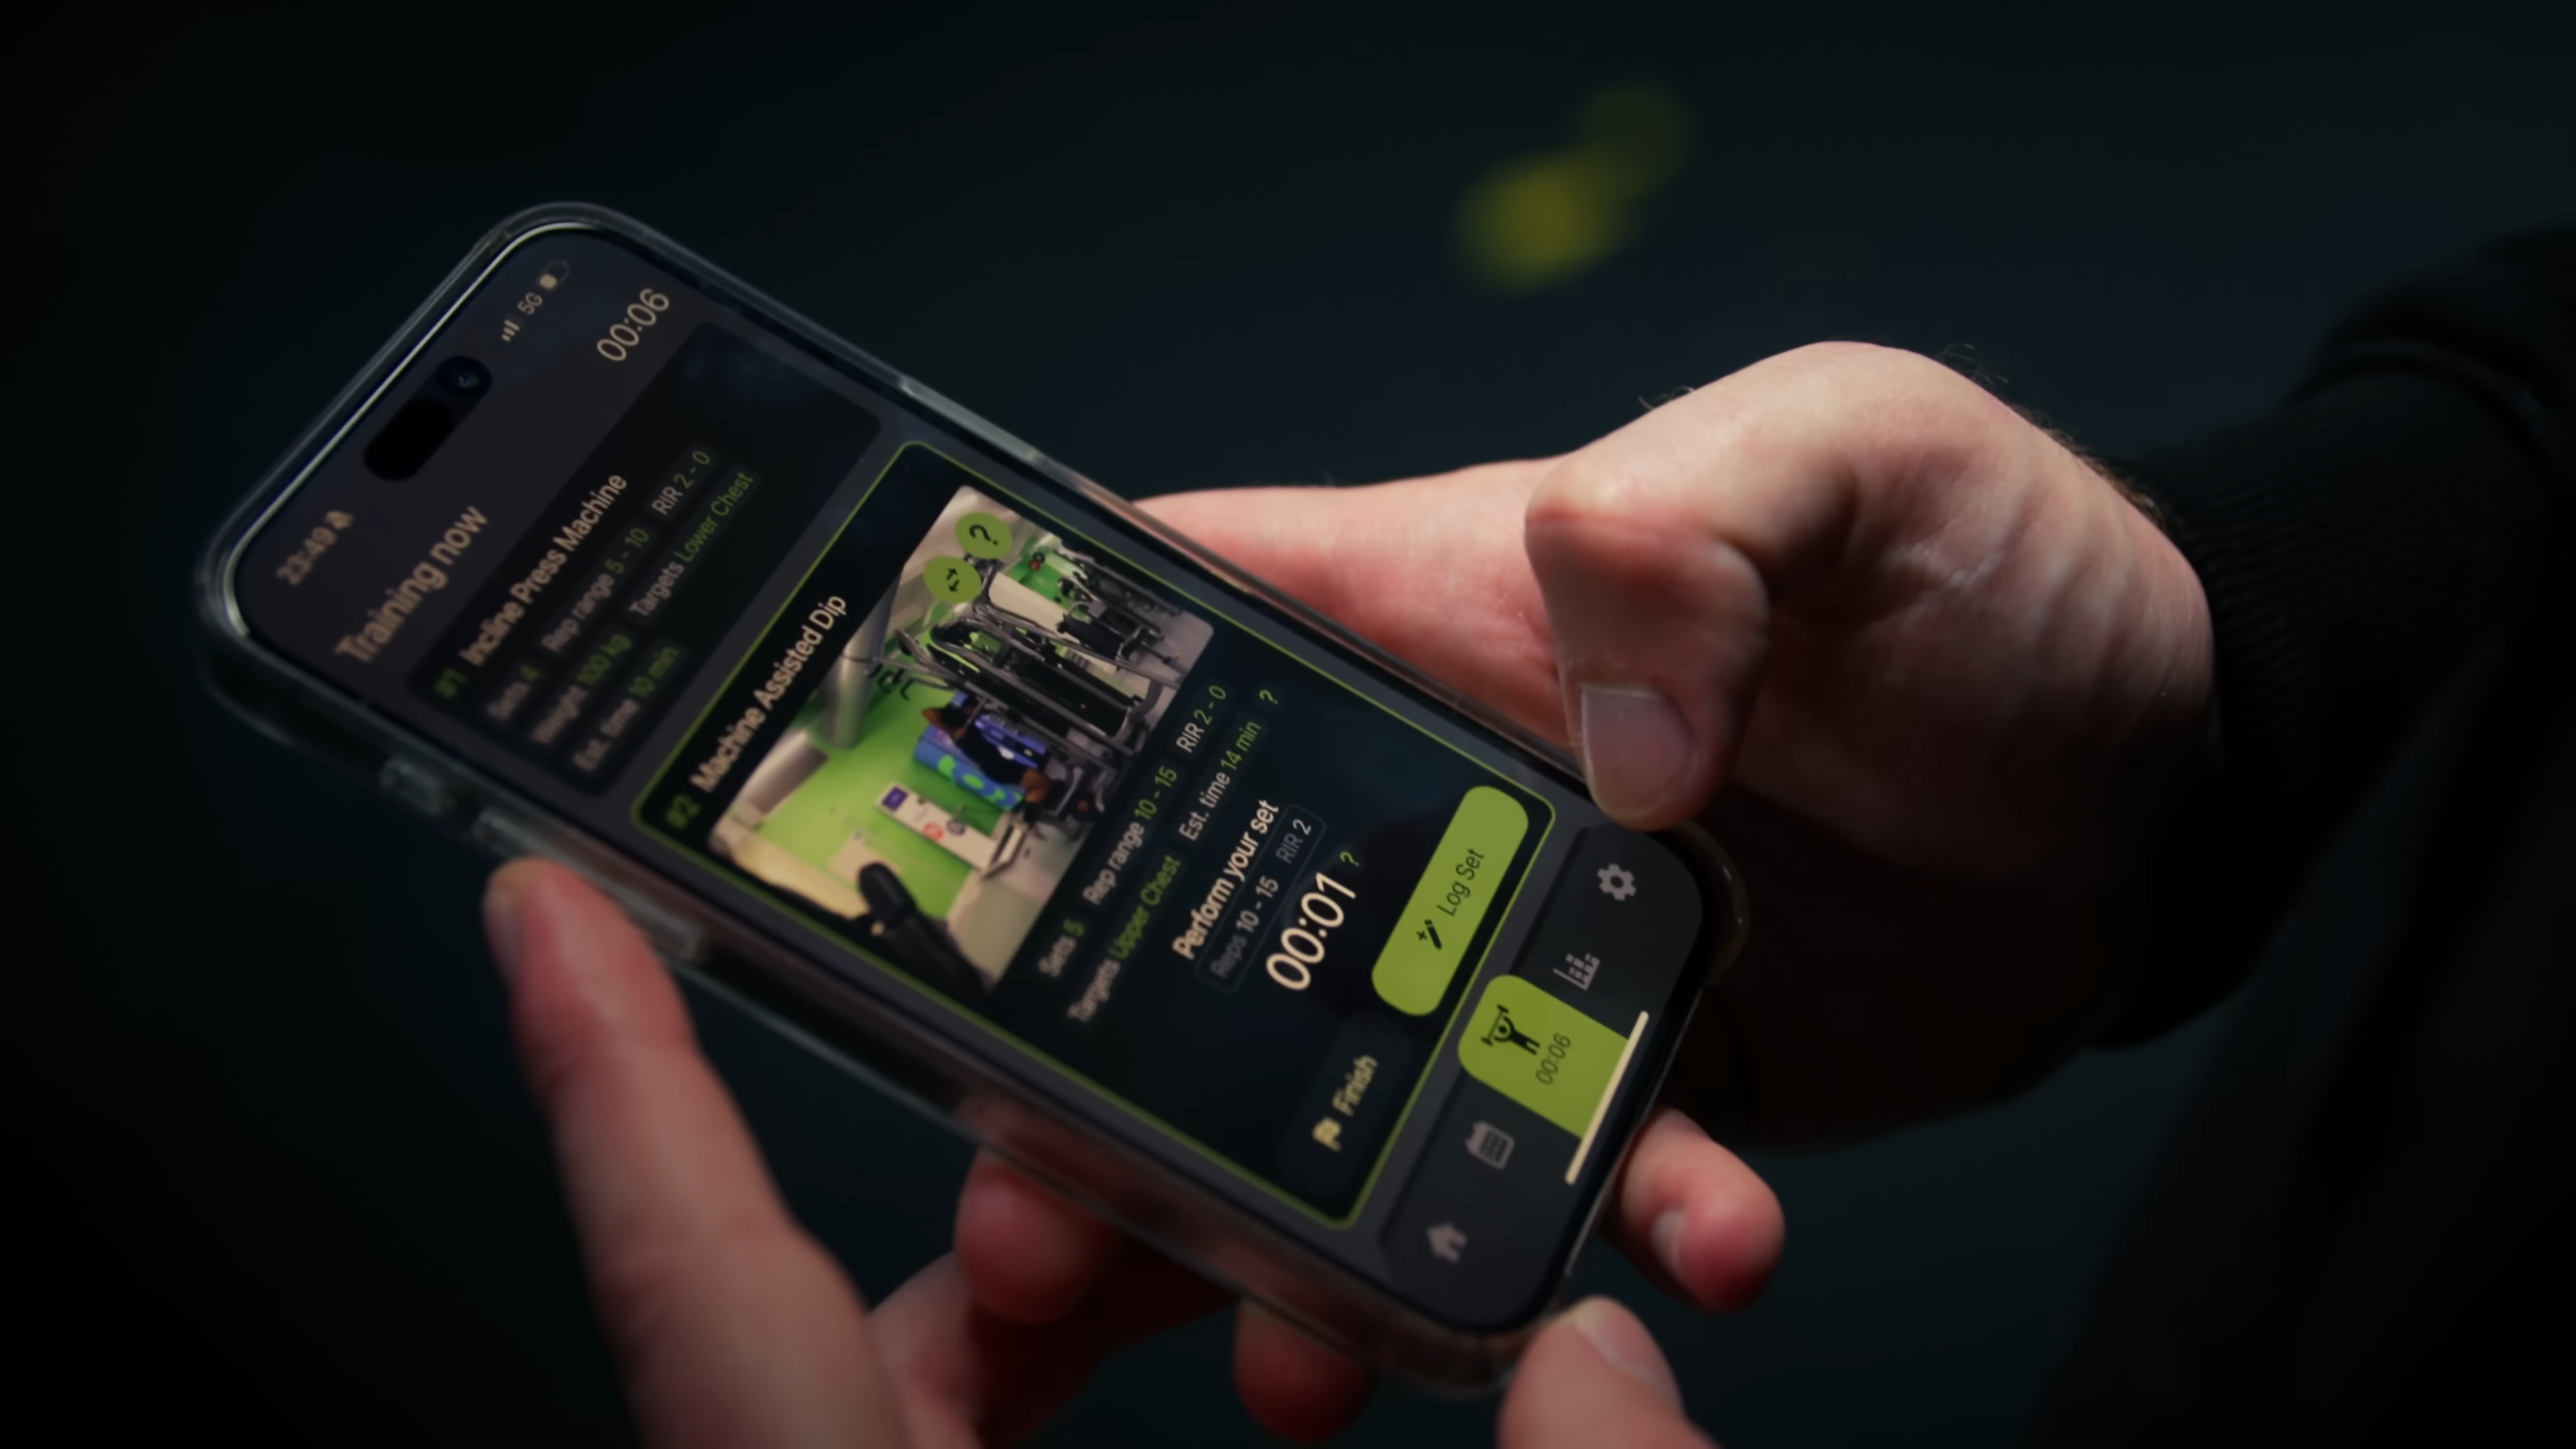 23:49
5G
Training now
00:06
#1 Incline Press Machine
Sets 4 Rep range 5 - 10 RIR 2 - 0
Weight 100 kg Targets Lower Chest
Est. time 10 min
#2 Machine Assisted Dip
?
Sets 5 Rep range 10 - 15 RIR 2 - 0
Targets Upper Chest Est. time 14 min ?
Perform your set
Reps 10 - 15 RIR 2
00:01 ?
Finish
Log Set
00:06